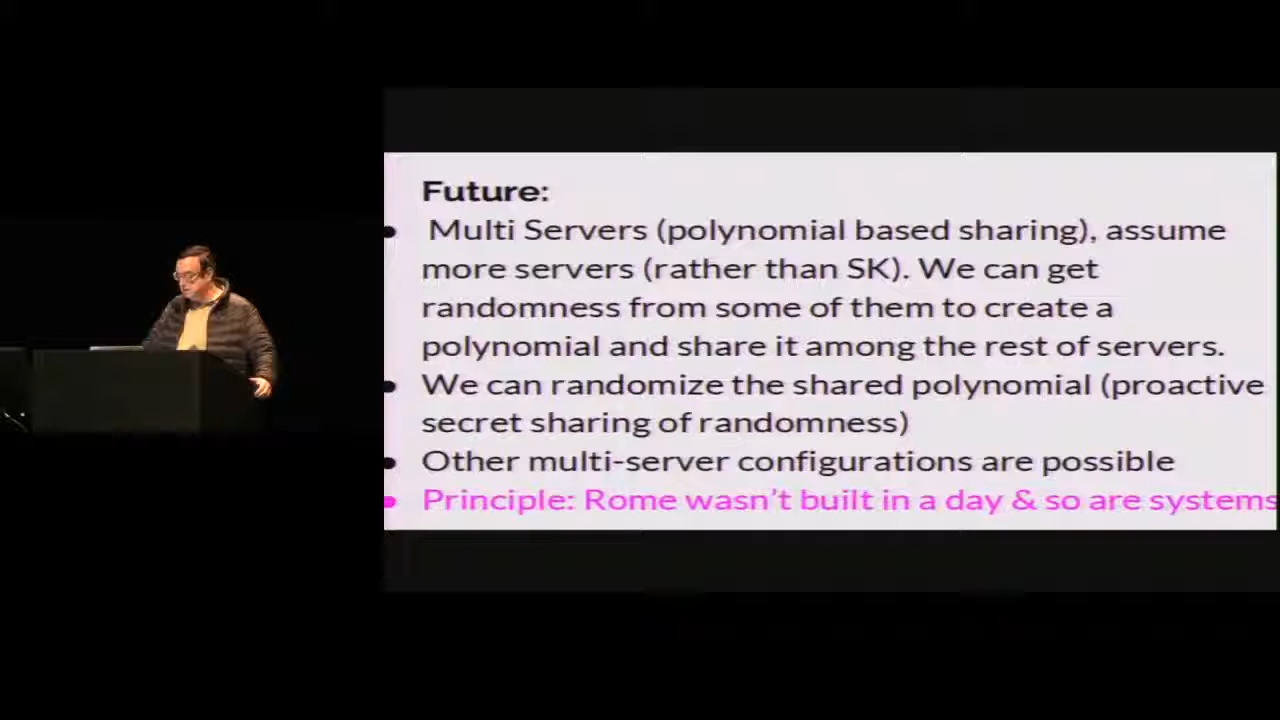 Future:
• Multi Servers (polynomial based sharing), assume
more servers (rather than SK). We can get
randomness from some of them to create a
polynomial and share it among the rest of servers.
• We can randomize the shared polynomial (proactive
secret sharing of randomness)
• Other multi-server configurations are possible
• Principle: Rome wasn't built in a day & so are systems